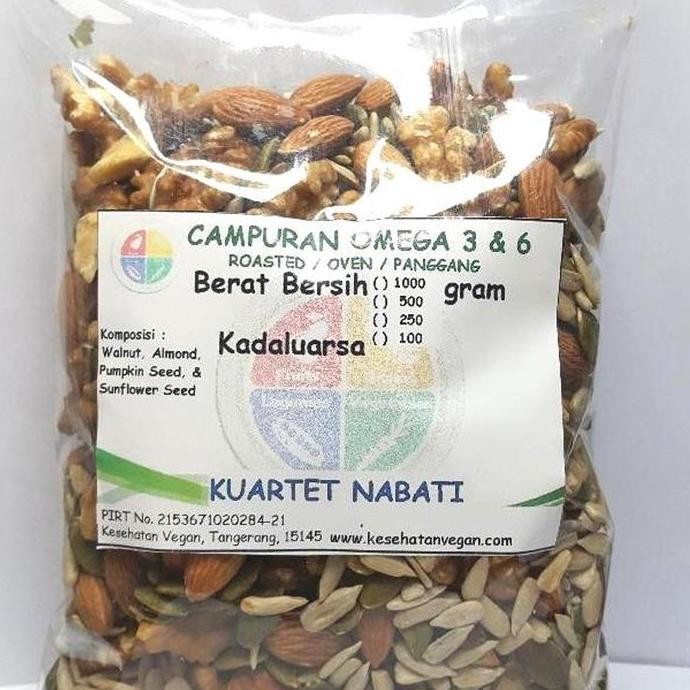 CAMPURAN OMEGA 3 & 6
ROASTED / OVEN / PANGGANG
Berat Bersih ( ) 1000 gram
( ) 500
( ) 250
( ) 100
Kadaluarsa
Komposisi :
Walnut, Almond,
Pumpkin Seed, &
Sunflower Seed
KUARTET NABATI
PIRT No. 2153671020284-21
Kesehatan Vegan, Tangerang, 15145 www.kesehatanvegan.com